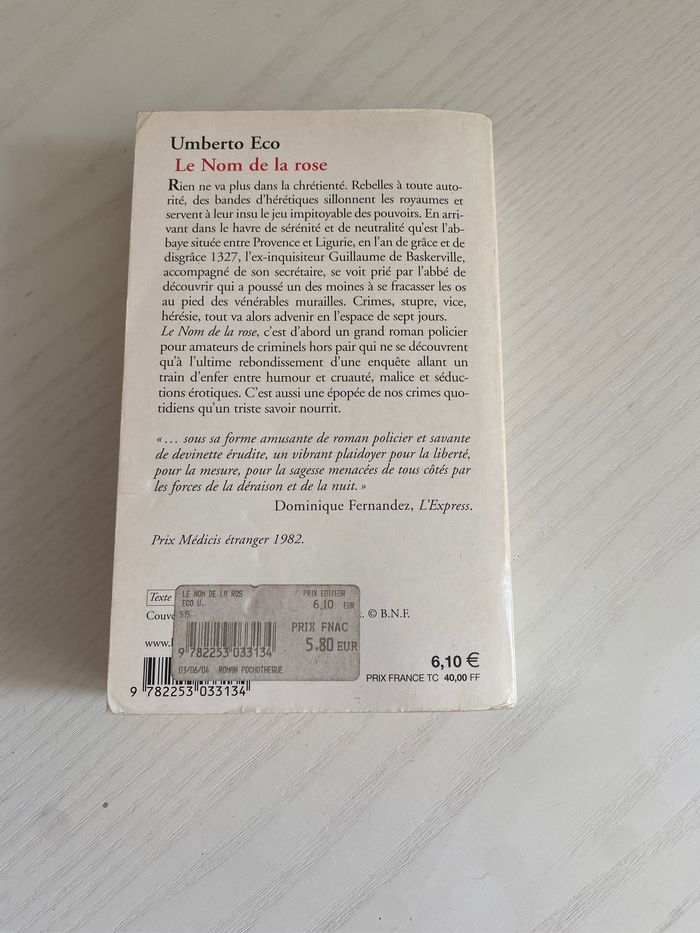 Umberto Eco
Le Nom de la rose
Rien ne va plus dans la chrétienté. Rebelles à toute auto-
rité, des bandes d'hérétiques sillonnent les royaumes et
servent à leur insu le jeu impitoyable des pouvoirs. En arri-
vant dans le havre de sérénité et de neutralité qu'est l'ab-
baye située entre Provence et Ligurie, en l'an de grâce et de
disgrâce 1327, l'ex-inquisiteur Guillaume de Baskerville,
accompagné de son secrétaire, se voit prié par l'abbé de
découvrir qui a poussé un des moines à se fracasser les os
au pied des vénérables murailles. Crimes, stupre, vice,
hérésie, tout va alors advenir en l'espace de sept jours.
Le Nom de la rose, c'est d'abord un grand roman policier
pour amateurs de criminels hors pair qui ne se découvrent
qu'à l'ultime rebondissement d'une enquête allant un
train d'enfer entre humour et cruauté, malice et séduc-
tions érotiques. C'est aussi une épopée de nos crimes quo-
tidiens qu'un triste savoir nourrit.
« … sous sa forme amusante de roman policier et savante
de devinette érudite, un vibrant plaidoyer pour la liberté,
pour la mesure, pour la sagesse menacées de tous côtés par
les forces de la déraison et de la nuit. »
Dominique Fernandez, L'Express.
Prix Médicis étranger 1982.
Texte
Couve
© B.N.F.
www.
LE NOM DE LA ROS
ECO U.
515
PRIX EDITEUR
6,10 EUR
PRIX FNAC
5.80 EUR
9 782253 033134
03/06/04 ROMAN POCHOTHEQUE
9 782253 033134
6,10 €
PRIX FRANCE TC 40,00 FF